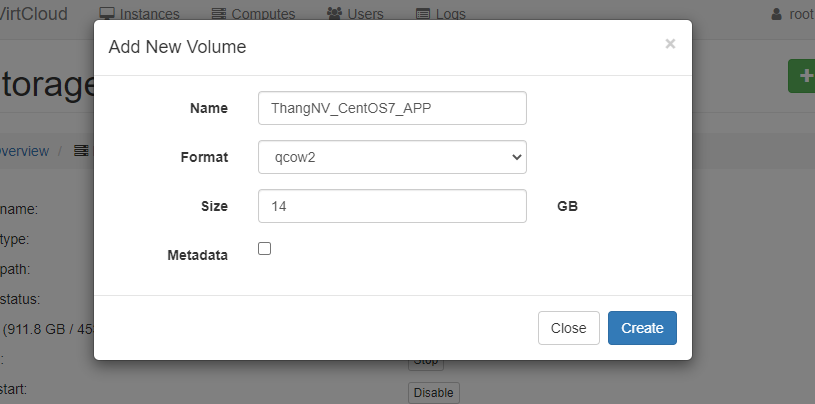 VirtCloud Instances Computes Users Logs root
Add New Volume ×
torage
Name ThangNV_CentOS7_APP
Format qcow2
verview /
Size 14 GB
name:
type:
Metadata
path:
status:
(911.8 GB / 45
Close Create
: Stop
start: Disable